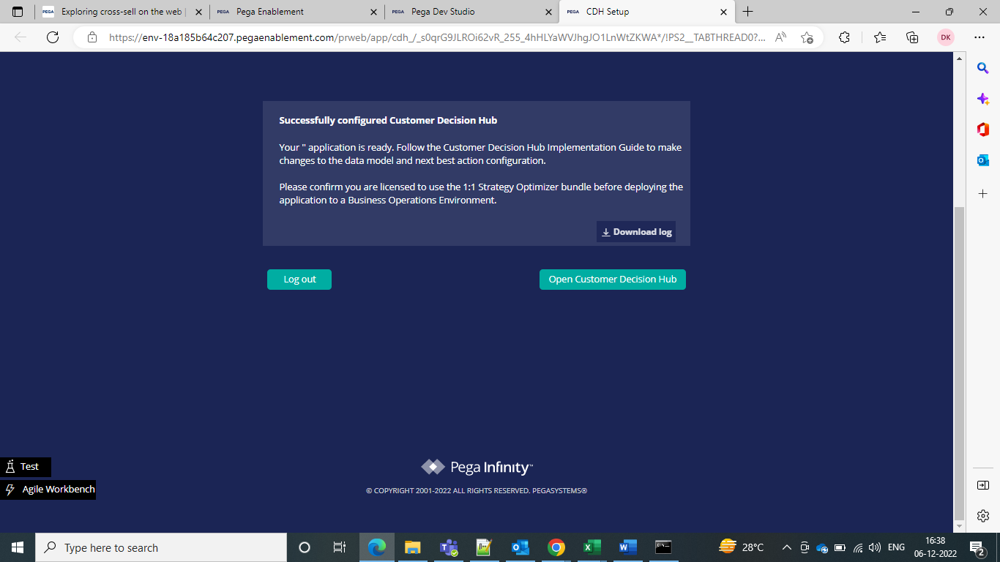 PEGA Exploring cross-sell on the web |
PEGA Pega Enablement
PEGA Pega Dev Studio
PEGA CDH Setup
https://env-18a185b64c207.pegaenablement.com/prweb/app/cdh_/_s0qrG9JLROi62vR_255_4hHLYaWVJhgJO1LnWtZKWA*/!PS2__TABTHREAD0?...
DK
Successfully configured Customer Decision Hub
Your " application is ready. Follow the Customer Decision Hub Implementation Guide to make
changes to the data model and next best action configuration.
Please confirm you are licensed to use the 1:1 Strategy Optimizer bundle before deploying the
application to a Business Operations Environment.
Download log
Log out
Open Customer Decision Hub
Test
Agile Workbench
Pega Infinity™
© COPYRIGHT 2001-2022 ALL RIGHTS RESERVED. PEGASYSTEMS®
Type here to search
28°C
ENG
16:38
06-12-2022
2